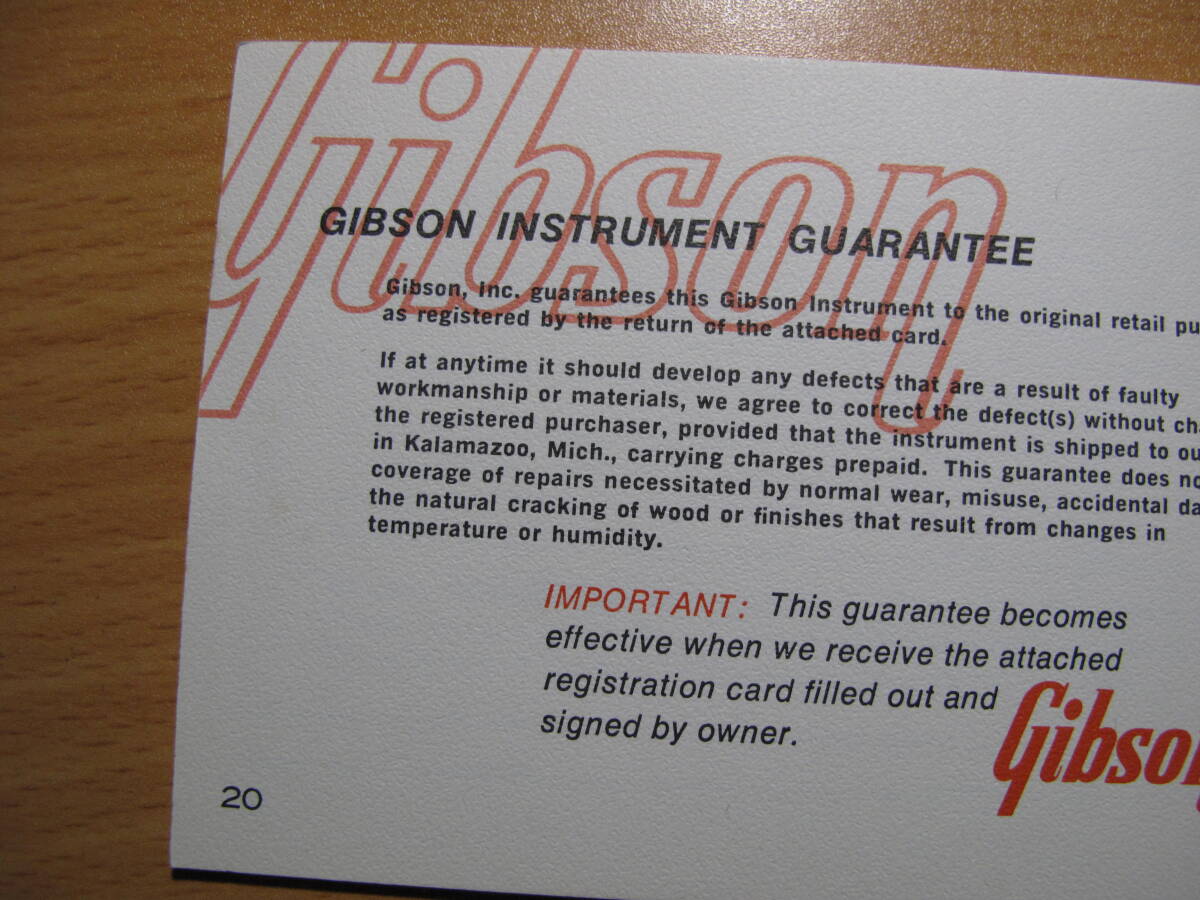 Gibson
GIBSON INSTRUMENT GUARANTEE
Gibson, Inc. guarantees this Gibson Instrument to the original retail
as registered by the return of the attached card.
If at anytime it should develop any defects that are a result of faulty
workmanship or materials, we agree to correct the defect(s) without
the registered purchaser, provided that the instrument is shipped to
in Kalamazoo, Mich., carrying charges prepaid. This guarantee does
coverage of repairs necessitated by normal wear, misuse, accidental
the natural cracking of wood or finishes that result from changes in
temperature or humidity.
IMPORTANT: This guarantee becomes
effective when we receive the attached
registration card filled out and
signed by owner.
Gibson
20